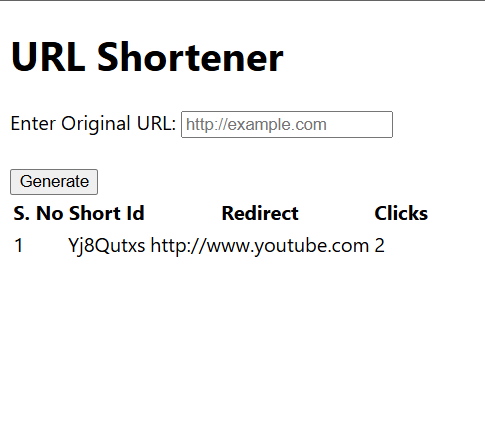 URL Shortener
Enter Original URL: http://example.com
Generate
S. No Short Id Redirect Clicks
1 Yj8Qutxs http://www.youtube.com 2